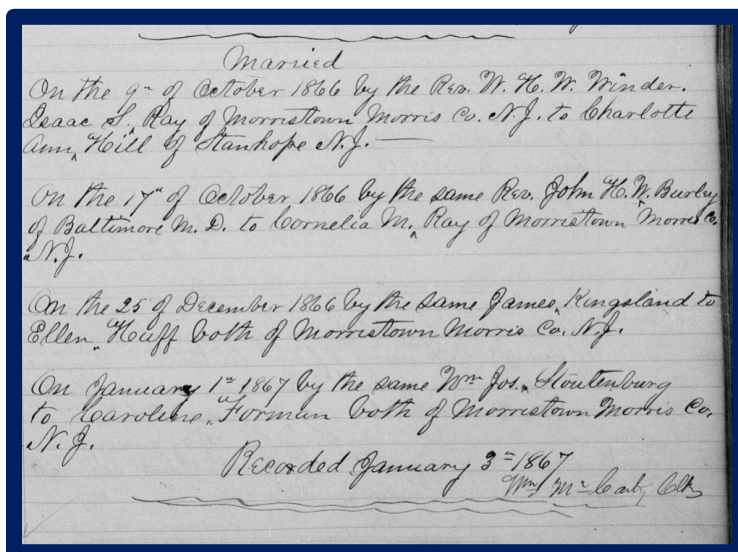 Married
On the 9" of October 1866 by the Rev. W. H. W. Winder.
Isaac S. Ray of Morristown Morris Co. N.J. to Charlotte
Ann Hill of Stanhope N.J.
On the 17" of October 1866 by the same Rev. John H. W. Burley
of Baltimore M. D. to Cornelia M. Ray of Morristown Morris Co.
N.J.
On the 25 of December 1866 by the same James Kingsland to
Ellen Huff both of Morristown Morris Co. N.J.
On January 1st 1867 by the same Wm Jos. Stoutenburg
to Caroline Forman both of Morristown Morris Co.
N.J.
Recorded January 3" 1867
Wm McCarty Clk